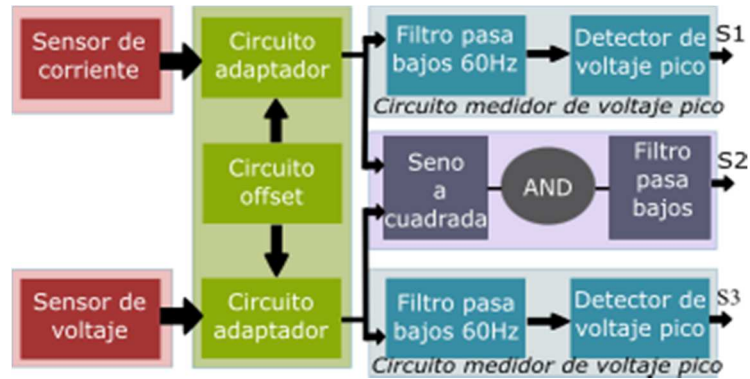 Sensor de
corriente
Circuito
adaptador
Filtro pasa
bajos 60Hz
Detector de
voltaje pico
S1
Circuito medidor de voltaje pico
Circuito
offset
Seno
a
cuadrada
AND
Filtro
pasa
bajos
S2
Sensor de
voltaje
Circuito
adaptador
Filtro pasa
bajos 60Hz
Detector de
voltaje pico
S3
Circuito medidor de voltaje pico